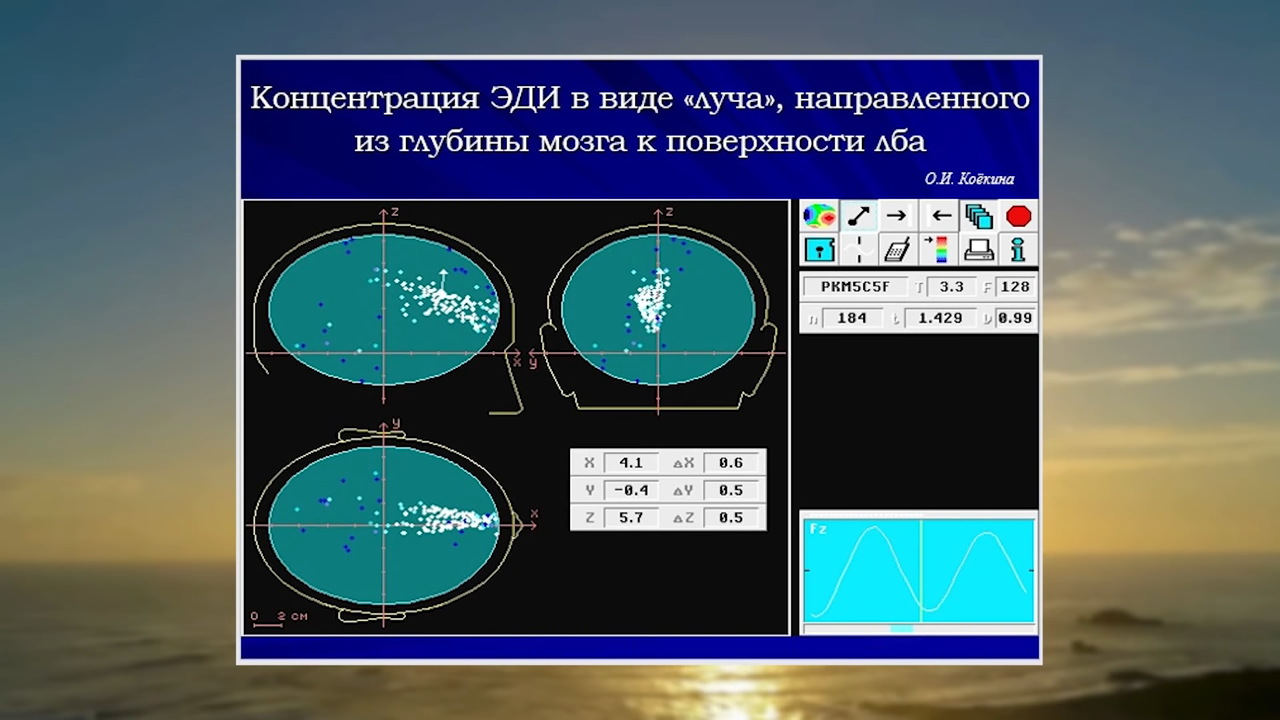 Концентрация ЭДИ в виде «луча», направленного
из глубины мозга к поверхности лба
О.И. Коёкина
z
z
x
y
PKM5C5F T 3.3 F 128
n 184 t 1.429 D 0.99
y
x
X 4.1 ΔX 0.6
Y -0.4 ΔY 0.5
Z 5.7 ΔZ 0.5
Fz
0 2 см